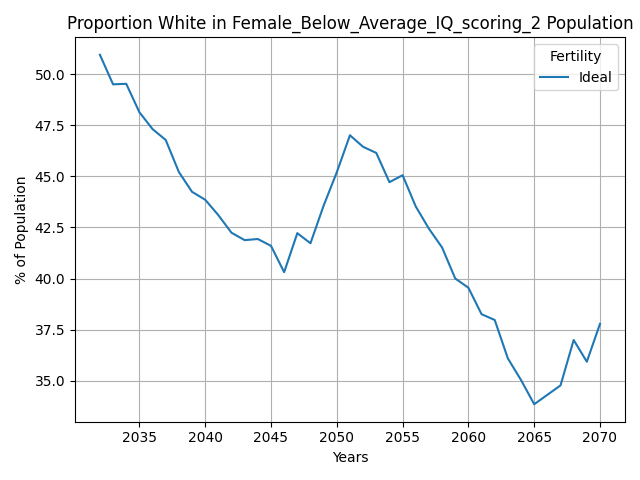 Proportion White in Female_Below_Average_IQ_scoring_2 Population
Fertility
Ideal
% of Population
50.0
47.5
45.0
42.5
40.0
37.5
35.0
2035 2040 2045 2050 2055 2060 2065 2070
Years